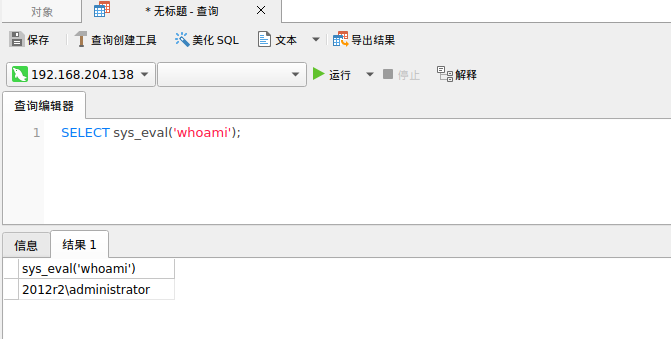 对象
* 无标题 - 查询
保存 查询创建工具 美化 SQL 文本 导出结果
192.168.204.138 运行 停止 解释
查询编辑器
1 SELECT sys_eval('whoami');
信息 结果 1
sys_eval('whoami')
2012r2\administrator